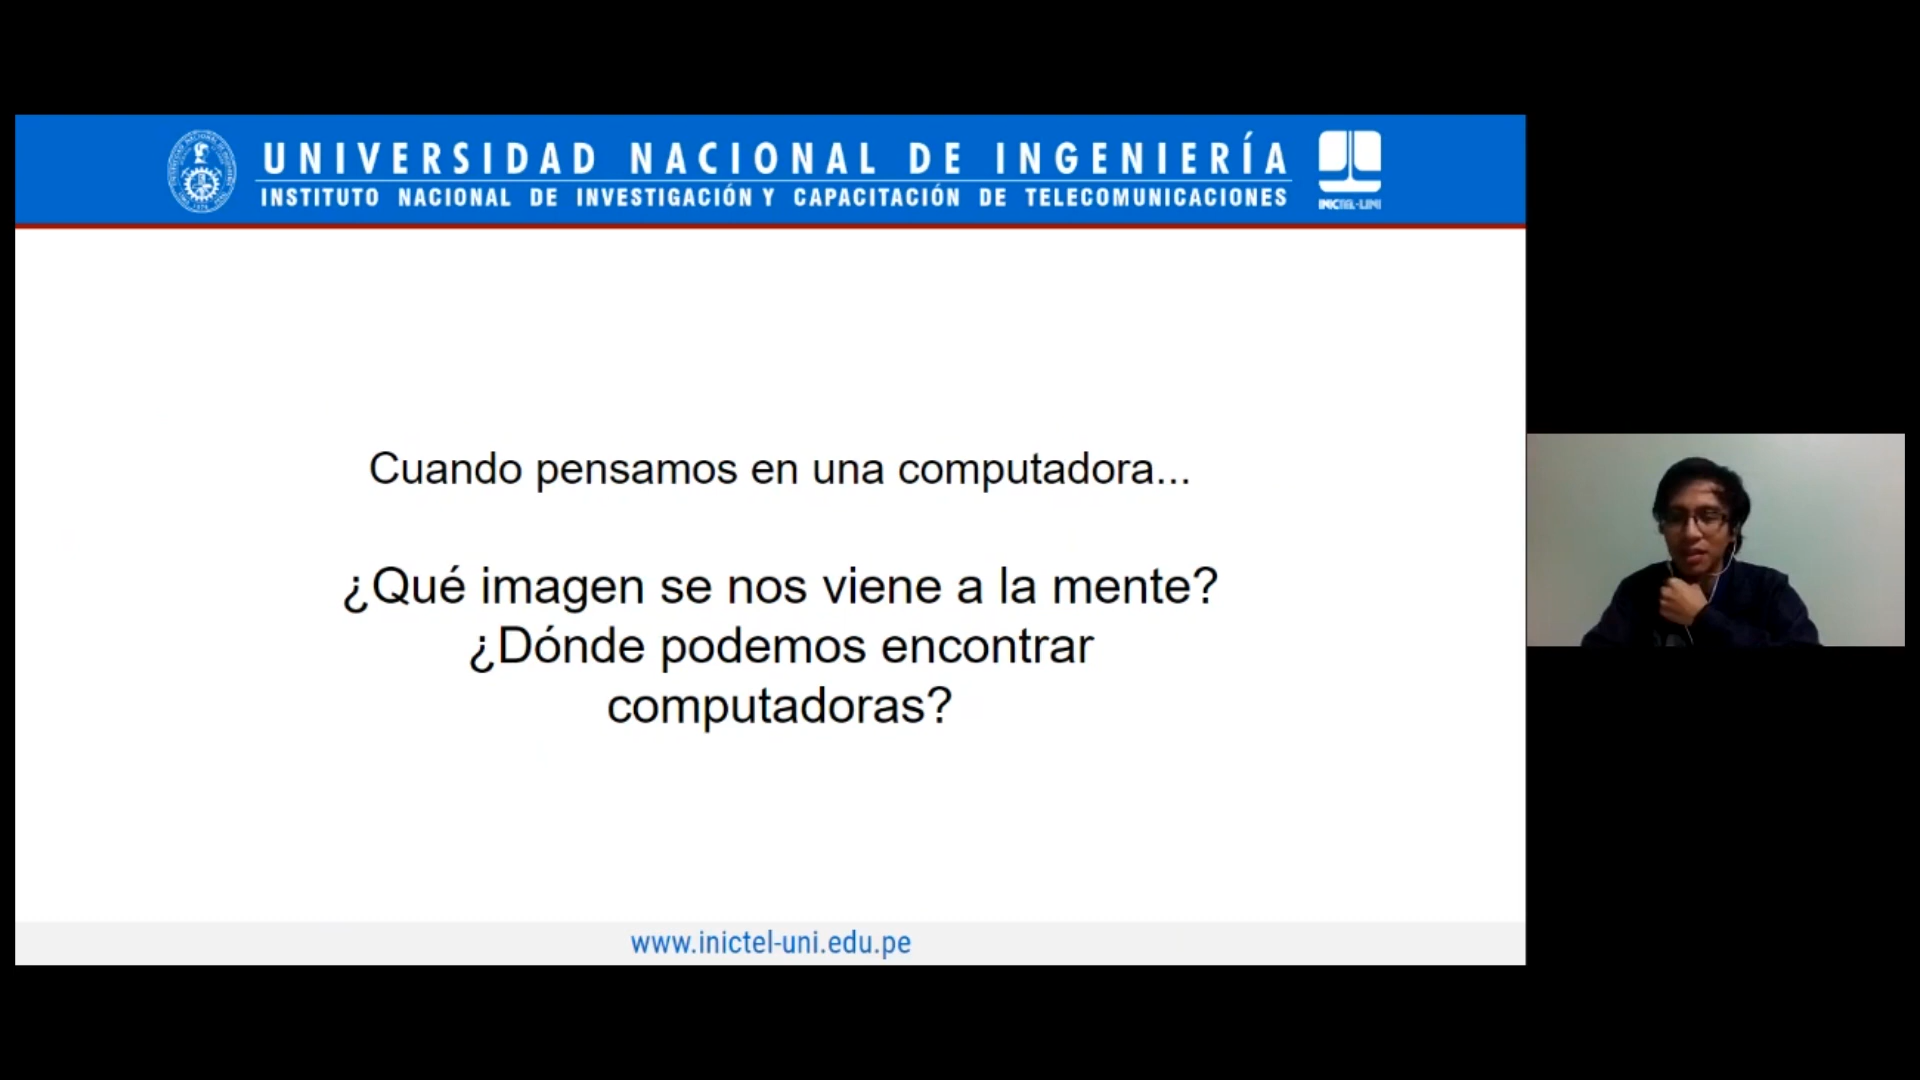 UNIVERSIDAD NACIONAL DE INGENIERÍA
INSTITUTO NACIONAL DE INVESTIGACIÓN Y CAPACITACIÓN DE TELECOMUNICACIONES
INICTEL-UNI
Cuando pensamos en una computadora...
¿Qué imagen se nos viene a la mente?
¿Dónde podemos encontrar
computadoras?
www.inictel-uni.edu.pe